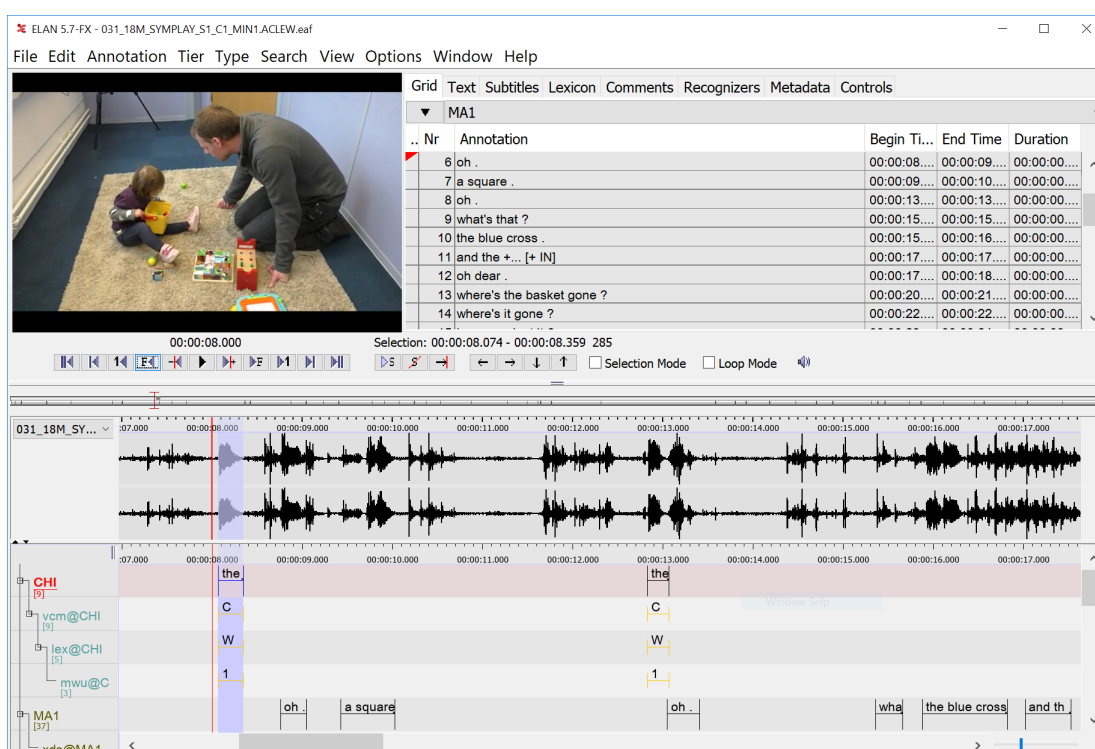 ELAN 5.7-FX - 031_18M_SYMPLAY_S1_C1_MIN1.ACLEW.eaf
File Edit Annotation Tier Type Search View Options Window Help
Grid Text Subtitles Lexicon Comments Recognizers Metadata Controls
▼ MA1
.. Nr Annotation Begin Ti... End Time Duration
6 oh . 00:00:08.... 00:00:09.... 00:00:00....
7 a square . 00:00:09.... 00:00:10.... 00:00:00....
8 oh . 00:00:13.... 00:00:13.... 00:00:00....
9 what's that ? 00:00:15.... 00:00:15.... 00:00:00....
10 the blue cross . 00:00:15.... 00:00:16.... 00:00:00....
11 and the +... [+ IN] 00:00:17.... 00:00:17.... 00:00:00....
12 oh dear . 00:00:17.... 00:00:18.... 00:00:00....
13 where's the basket gone ? 00:00:20.... 00:00:21.... 00:00:00....
14 where's it gone ? 00:00:22.... 00:00:22.... 00:00:00....
00:00:08.000 Selection: 00:00:08.074 - 00:00:08.359 285
Selection Mode Loop Mode
031_18M_SY... :07.000 00:00:08.000 00:00:09.000 00:00:10.000 00:00:11.000 00:00:12.000 00:00:13.000 00:00:14.000 00:00:15.000 00:00:16.000 00:00:17.000
:07.000 00:00:08.000 00:00:09.000 00:00:10.000 00:00:11.000 00:00:12.000 00:00:13.000 00:00:14.000 00:00:15.000 00:00:16.000 00:00:17.000
CHI the. the
[9]
vcm@CHI C C Window Snip
[9]
lex@CHI W W
[5]
mwu@C 1 1
[3]
MA1 oh . a square oh . wha the blue cross and th
[37]
xds@MA1